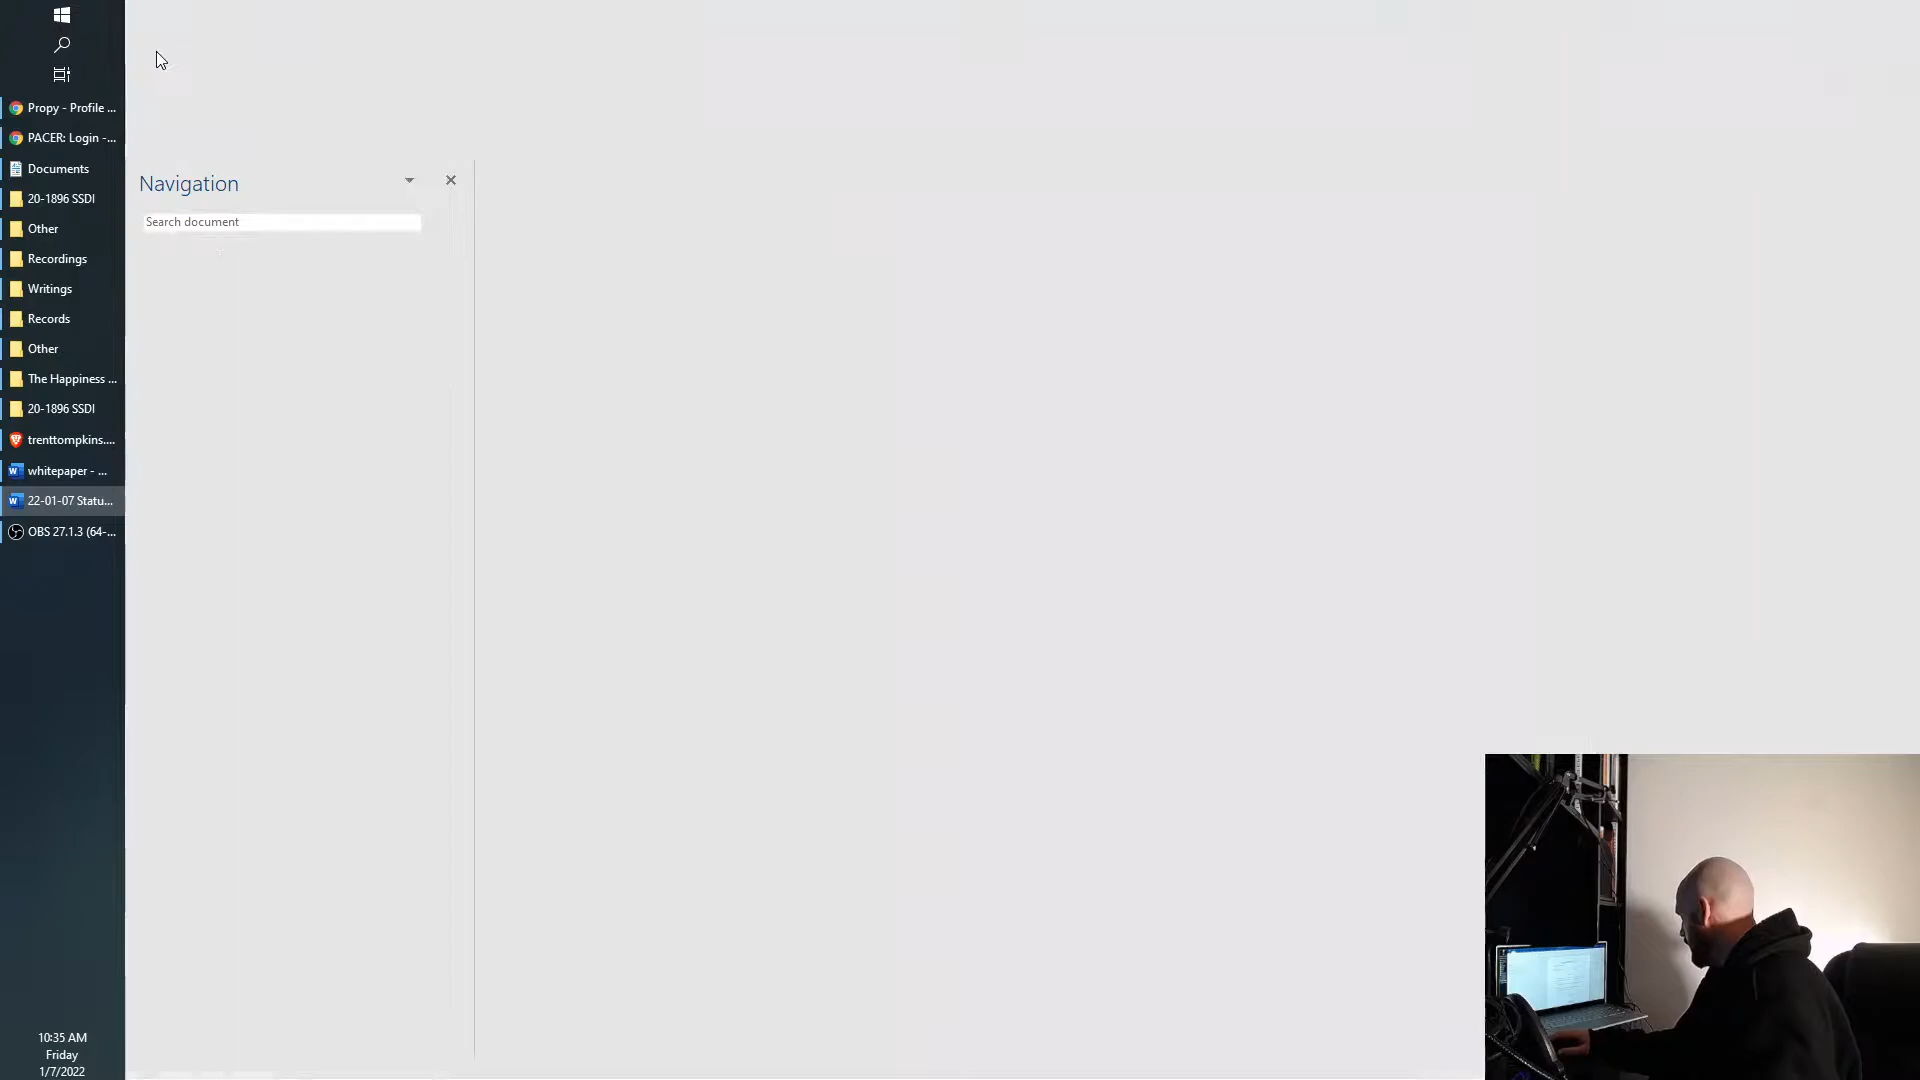 Propy - Profile ...
PACER: Login -...
Documents
20-1896 SSDI
Other
Recordings
Writings
Records
Other
The Happiness ...
20-1896 SSDI
trenttompkins....
whitepaper - ...
22-01-07 Statu...
OBS 27.1.3 (64-...
10:35 AM
Friday
1/7/2022
Navigation
Search document